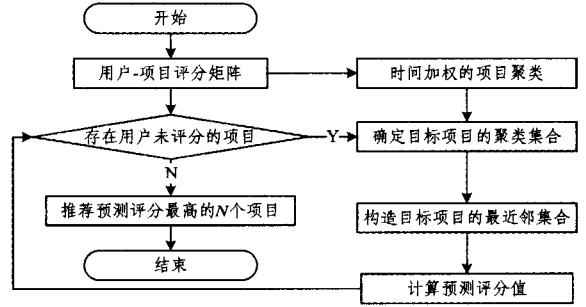 开始
用户-项目评分矩阵
时间加权的项目聚类
存在用户未评分的项目
Y
确定目标项目的聚类集合
N
推荐预测评分最高的N个项目
构造目标项目的最近邻集合
结束
计算预测评分值